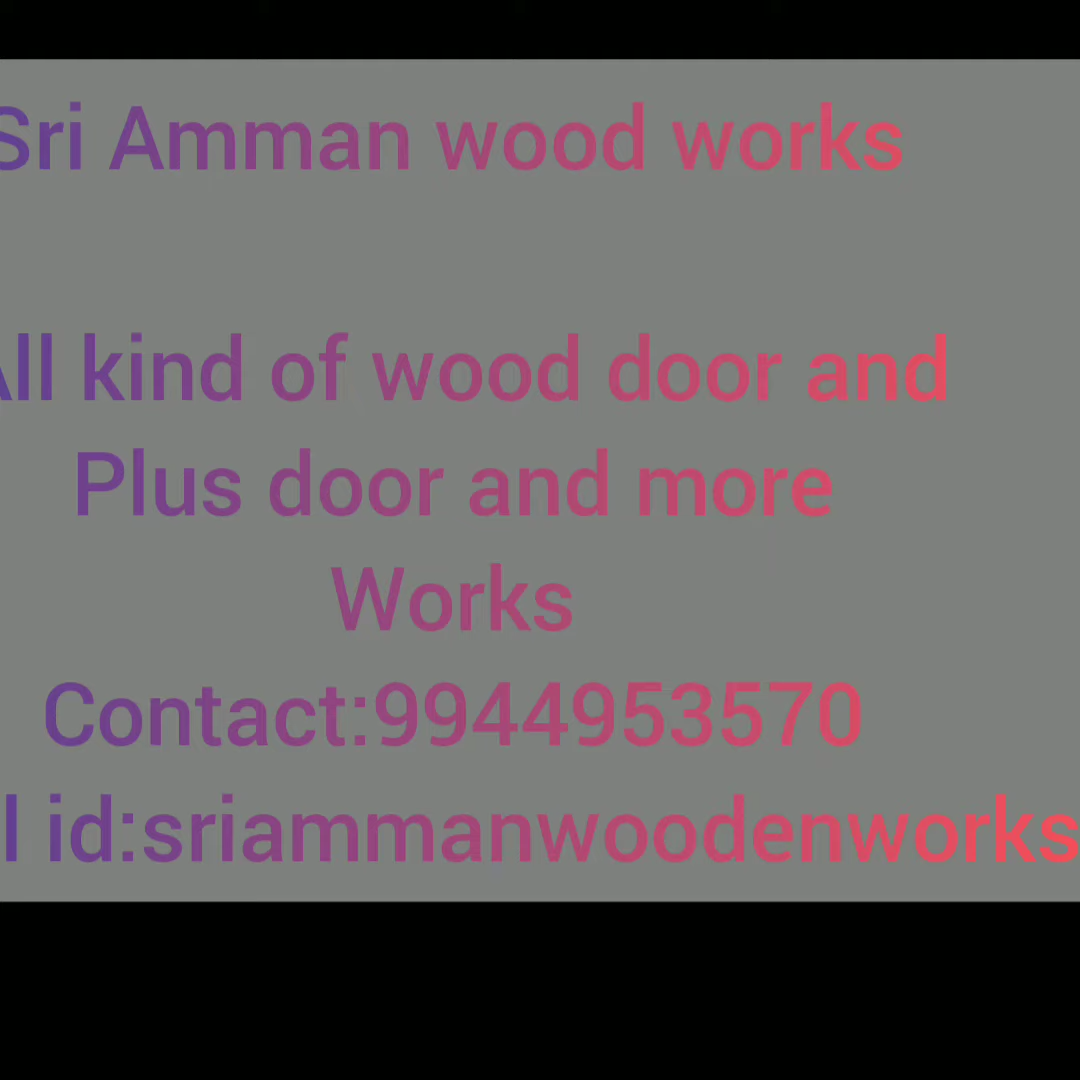 Sri Amman wood works
All kind of wood door and
Plus door and more
Works
Contact:9944953570
l id:sriammanwoodenworks